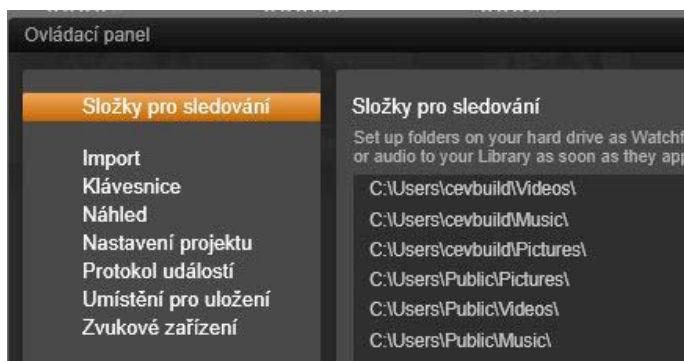 Ovládací panel
Složky pro sledování
Import
Klávesnice
Náhled
Nastavení projektu
Protokol událostí
Umístění pro uložení
Zvukové zařízení
Složky pro sledování
Set up folders on your hard drive as
or audio to your Library as soon as they
C:\Users\cevbuild\Videos\
C:\Users\cevbuild\Music\
C:\Users\cevbuild\Pictures\
C:\Users\Public\Pictures\
C:\Users\Public\Videos\
C:\Users\Public\Music\